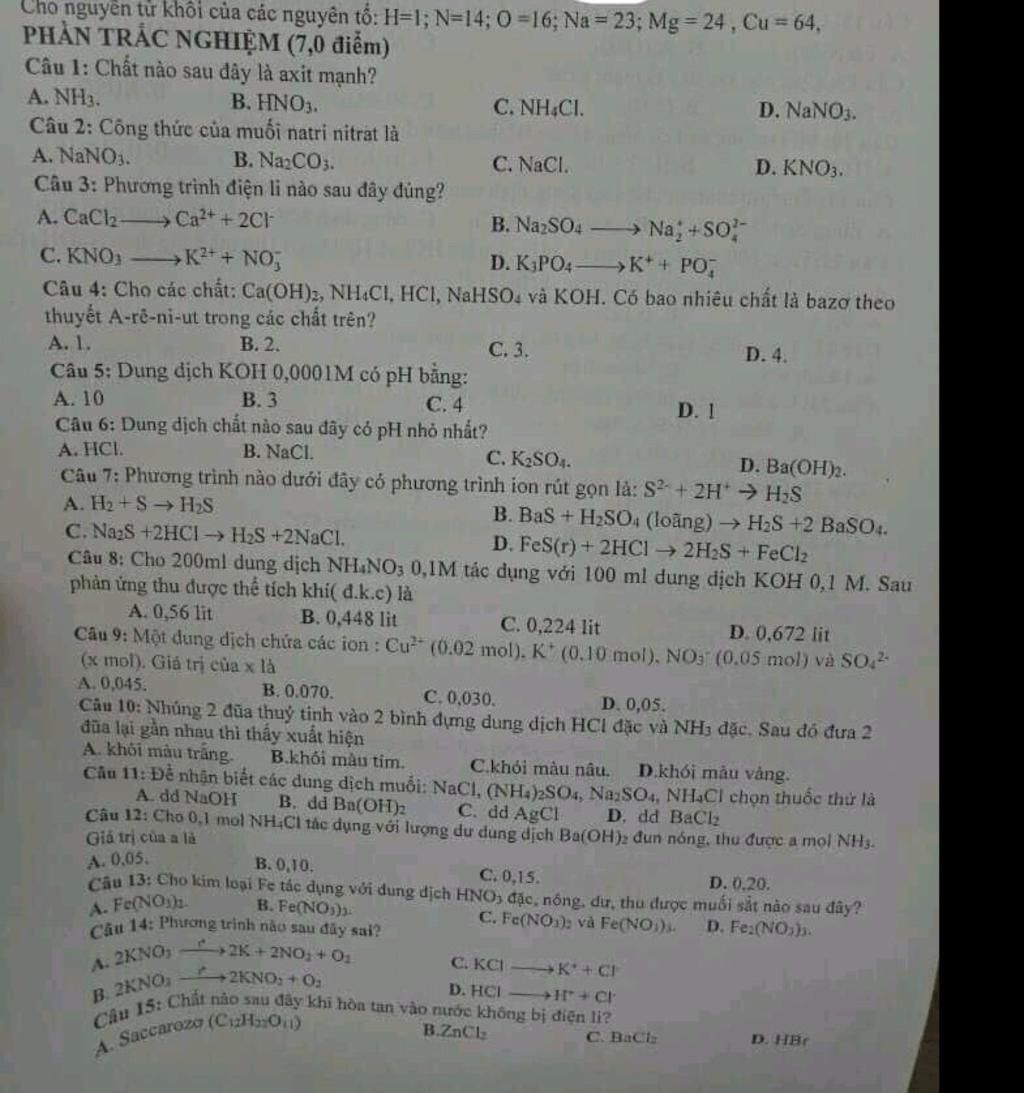 Cho nguyên tử khối của các nguyên tố: H=1; N=14; O =16; Na = 23; Mg = 24 , Cu = 64,
PHẦN TRẮC NGHIỆM (7,0 điểm)
Câu 1: Chất nào sau đây là axit mạnh?
A. NH₃. B. HNO₃. C. NH₄Cl. D. NaNO₃.
Câu 2: Công thức của muối natri nitrat là
A. NaNO₃. B. Na₂CO₃. C. NaCl. D. KNO₃.
Câu 3: Phương trình điện li nào sau đây đúng?
A. CaCl₂ ⟶ Ca²⁺ + 2Cl⁻ B. Na₂SO₄ ⟶ Na₂⁺ + SO₄²⁻
C. KNO₃ ⟶ K²⁺ + NO₃⁻ D. K₃PO₄ ⟶ K⁺ + PO₄⁻
Câu 4: Cho các chất: Ca(OH)₂, NH₄Cl, HCl, NaHSO₄ và KOH. Có bao nhiêu chất là bazơ theo
thuyết A-rê-ni-ut trong các chất trên?
A. 1. B. 2. C. 3. D. 4.
Câu 5: Dung dịch KOH 0,0001M có pH bằng:
A. 10 B. 3 C. 4 D. 1
Câu 6: Dung dịch chất nào sau đây có pH nhỏ nhất?
A. HCl. B. NaCl. C. K₂SO₄. D. Ba(OH)₂.
Câu 7: Phương trình nào dưới đây có phương trình ion rút gọn là: S²⁻ + 2H⁺ → H₂S
A. H₂ + S → H₂S B. BaS + H₂SO₄ (loãng) → H₂S +2 BaSO₄.
C. Na₂S +2HCl → H₂S +2NaCl. D. FeS(r) + 2HCl → 2H₂S + FeCl₂
Câu 8: Cho 200ml dung dịch NH₄NO₃ 0,1M tác dụng với 100 ml dung dịch KOH 0,1 M. Sau
phản ứng thu được thể tích khí( đ.k.c) là
A. 0,56 lit B. 0,448 lit C. 0,224 lit D. 0,672 lit
Câu 9: Một dung dịch chứa các ion : Cu²⁺ (0.02 mol), K⁺ (0,10 mol), NO₃⁻ (0,05 mol) và SO₄²⁻
(x mol). Giá trị của x là
A. 0,045. B. 0.070. C. 0,030. D. 0,05.
Câu 10: Nhúng 2 đũa thuỷ tinh vào 2 bình đựng dung dịch HCl đặc và NH₃ đặc. Sau đó đưa 2
đũa lại gần nhau thì thấy xuất hiện
A. khói màu trắng. B.khói màu tím. C.khói màu nâu. D.khói màu vàng.
Câu 11: Để nhận biết các dung dịch muối: NaCl, (NH₄)₂SO₄, Na₂SO₄, NH₄Cl chọn thuốc thử là
A. dd NaOH B. dd Ba(OH)₂ C. dd AgCl D. dd BaCl₂
Câu 12: Cho 0,1 mol NH₄Cl tác dụng với lượng dư dung dịch Ba(OH)₂ đun nóng, thu được a mol NH₃.
Giá trị của a là
A. 0,05. B. 0,10. C. 0,15. D. 0,20.
Câu 13: Cho kim loại Fe tác dụng với dung dịch HNO₃ đặc, nóng, dư, thu được muối sắt nào sau đây?
A. Fe(NO₃)₂. B. Fe(NO₃)₃. C. Fe(NO₃)₂ và Fe(NO₃)₃. D. Fe₂(NO₃)₃.
Câu 14: Phương trình nào sau đây sai?
A. 2KNO₃ —t°→ 2K + 2NO₂ + O₂ C. KCl ⟶ K⁺ + Cl⁻
B. 2KNO₃ —t°→ 2KNO₂ + O₂ D. HCl ⟶ H⁺ + Cl⁻
Câu 15: Chất nào sau đây khi hòa tan vào nước không bị điện li?
A. Saccarozơ (C₁₂H₂₂O₁₁) B.ZnCl₂ C. BaCl₂ D. HBr